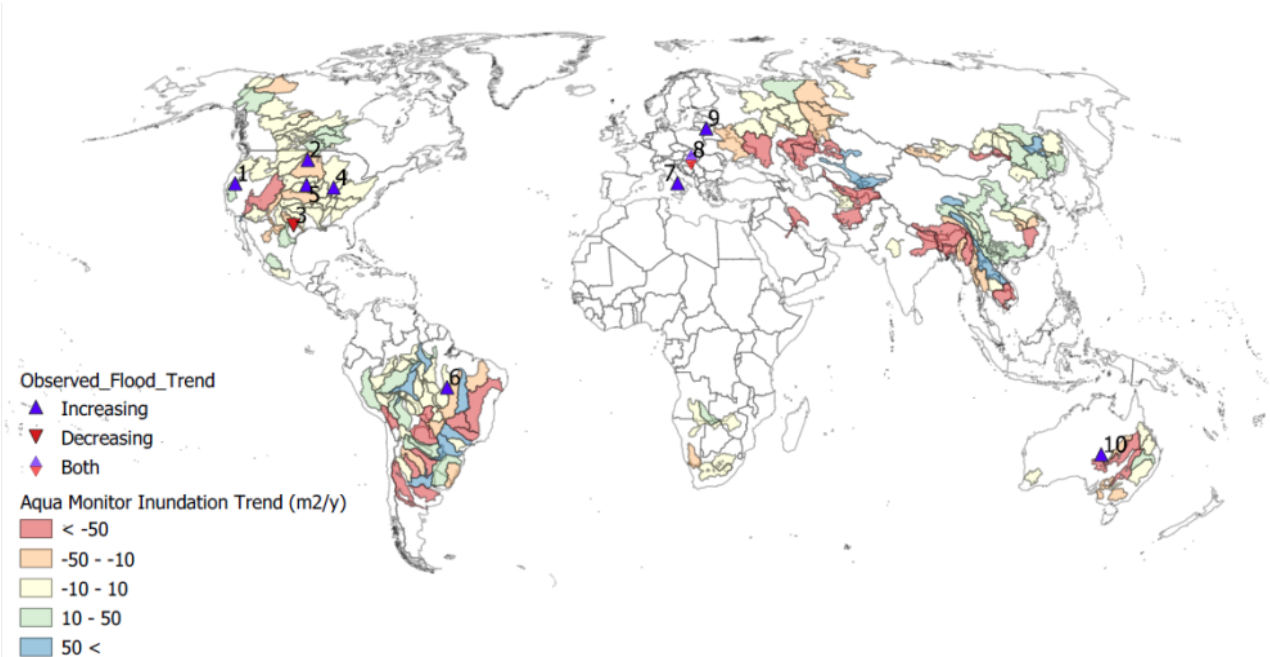 9
2
8
1
4
7
5
3
6
10
Observed_Flood_Trend
Increasing
Decreasing
Both
Aqua Monitor Inundation Trend (m2/y)
< -50
-50 - -10
-10 - 10
10 - 50
50 <